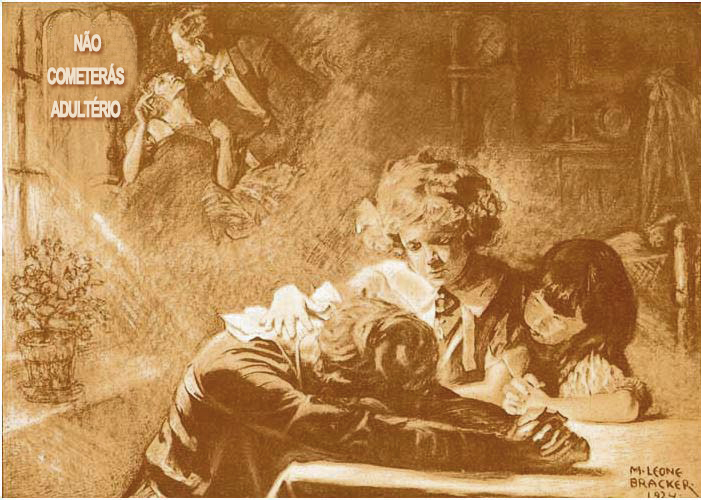 NÃO
COMETERÁS
ADULTÉRIO
M·LEONE
BRACKER·
1924·